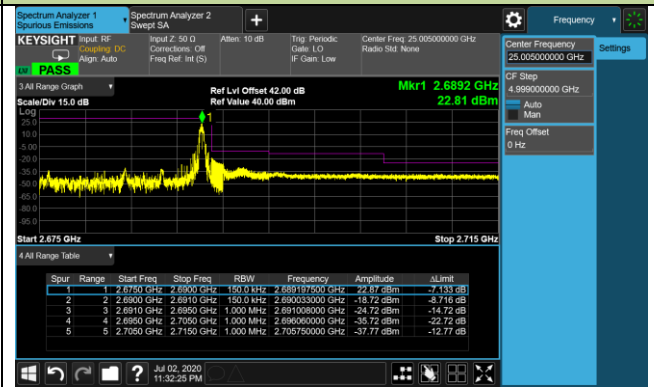 Spectrum Analyzer 1
Spurious Emissions
Spectrum Analyzer 2
Swept SA
+
Frequency
KEYSIGHT
Input: RF
Coupling: DC
Align: Auto
Input Z: 50 Ω
Corrections: Off
Freq Ref: Int (S)
Atten: 10 dB
Trig: Periodic
Gate: LO
IF Gain: Low
Center Freq: 25.005000000 GHz
Radio Std: None
PASS
Center Frequency
25.005000000 GHz
Settings
CF Step
4.999000000 GHz
Auto
Man
Freq Offset
0 Hz
3 All Range Graph
Scale/Div 15.0 dB
Ref Lvl Offset 42.00 dB
Ref Value 40.00 dBm
Mkr1 2.6892 GHz
22.81 dBm
Log
25.0
10.0
-5.00
-20.0
-35.0
-50.0
-65.0
-80.0
-95.0
1
Start 2.675 GHz
Stop 2.715 GHz
4 All Range Table
Spur Range Start Freq Stop Freq RBW Frequency Amplitude ΔLimit
1 1 2.6750 GHz 2.6900 GHz 150.0 kHz 2.689197500 GHz 22.87 dBm -7.133 dB
2 2 2.6900 GHz 2.6910 GHz 150.0 kHz 2.690033000 GHz -18.72 dBm -8.716 dB
3 3 2.6910 GHz 2.6950 GHz 1.000 MHz 2.691008000 GHz -24.72 dBm -14.72 dB
4 4 2.6950 GHz 2.7050 GHz 1.000 MHz 2.696060000 GHz -35.72 dBm -22.72 dB
5 5 2.7050 GHz 2.7150 GHz 1.000 MHz 2.705750000 GHz -37.77 dBm -12.77 dB
?
Jul 02, 2020
11:32:25 PM